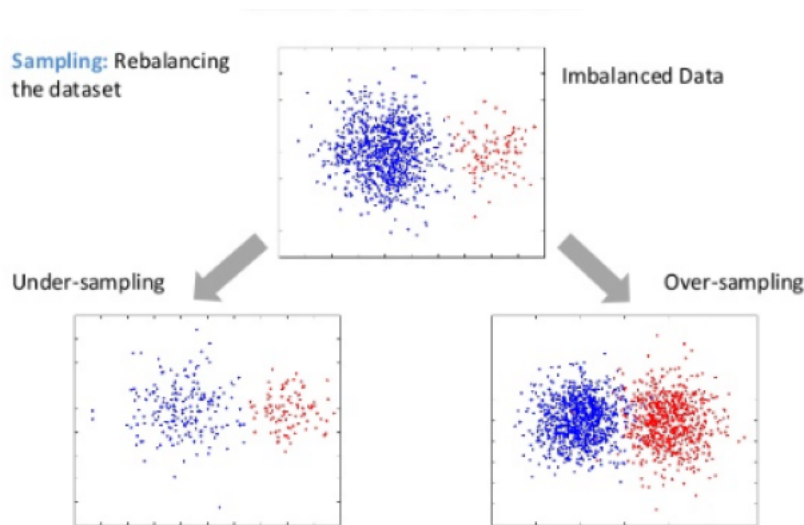 Sampling: Rebalancing
the dataset
Imbalanced Data
Under-sampling
Over-sampling